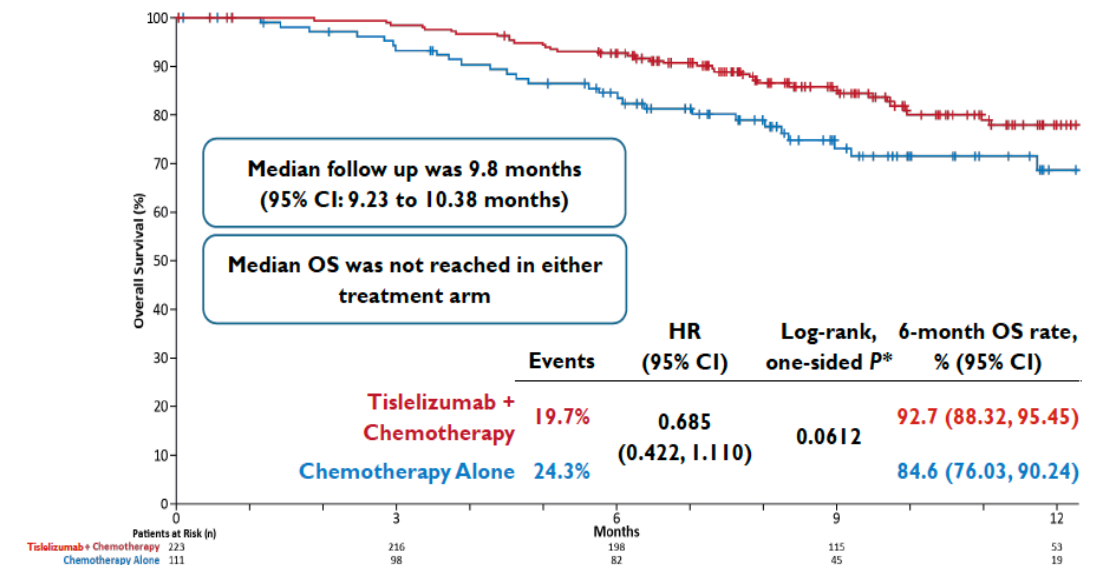 Overall Survival (%)
100
90
80
70
60
50
40
30
20
10
0
Median follow up was 9.8 months
(95% CI: 9.23 to 10.38 months)
Median OS was not reached in either
treatment arm
Events
HR
(95% CI)
Log-rank,
one-sided P*
6-month OS rate,
% (95% CI)
Tislelizumab +
Chemotherapy
19.7%
0.685
(0.422, 1.110)
0.0612
92.7 (88.32, 95.45)
Chemotherapy Alone
24.3%
84.6 (76.03, 90.24)
0 3 6 9 12
Months
Patients at Risk (n)
Tislelizumab + Chemotherapy 223 216 198 115 53
Chemotherapy Alone 111 98 82 45 19